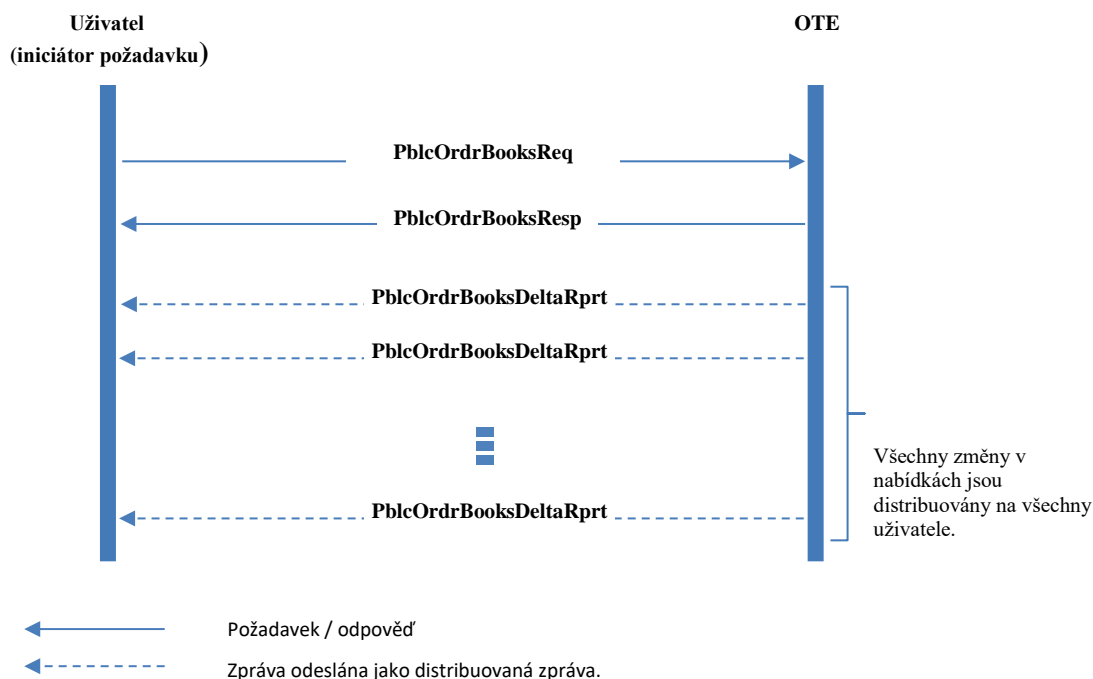 Uživatel
(iniciátor požadavku)
OTE
PblcOrdrBooksReq
PblcOrdrBooksResp
PblcOrdrBooksDeltaRprt
PblcOrdrBooksDeltaRprt
PblcOrdrBooksDeltaRprt
Všechny změny v
nabídkách jsou
distribuovány na všechny
uživatele.
Požadavek / odpověď
Zpráva odeslána jako distribuovaná zpráva.